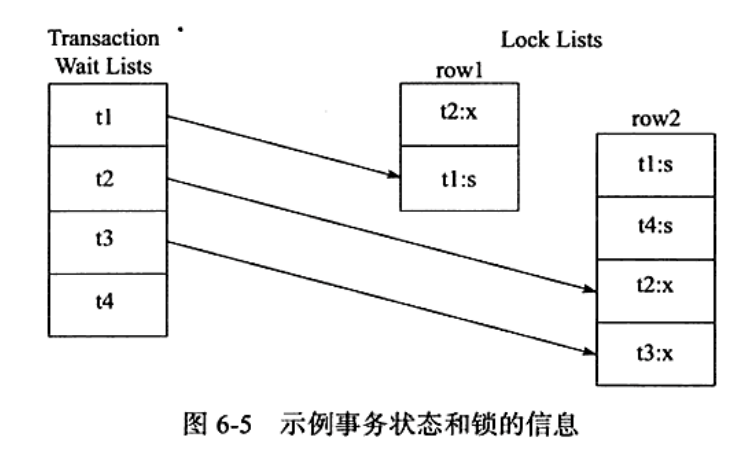 Transaction
Wait Lists
t1
t2
t3
t4
Lock Lists
row1
t2:x
t1:s
row2
t1:s
t4:s
t2:x
t3:x
图 6-5 示例事务状态和锁的信息